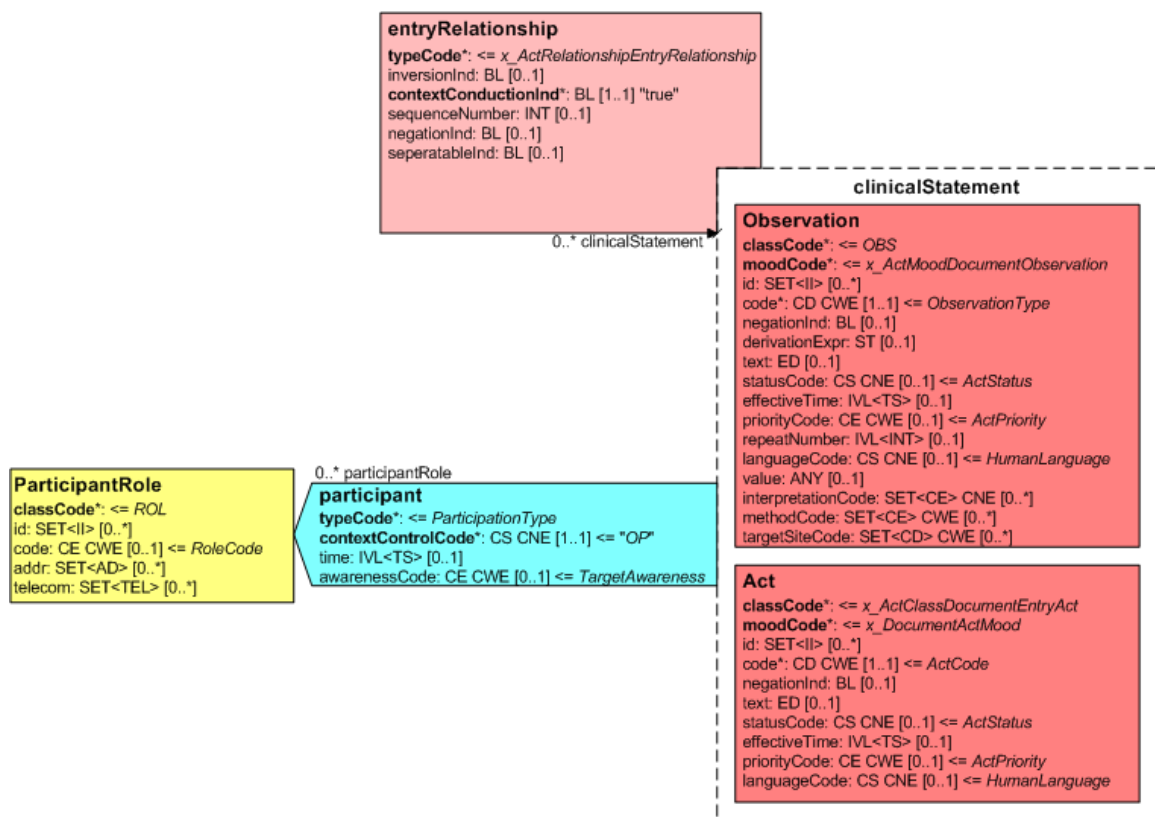 entryRelationship
typeCode*: <= x_ActRelationshipEntryRelationship
inversionInd: BL [0..1]
contextConductionInd*: BL [1..1] "true"
sequenceNumber: INT [0..1]
negationInd: BL [0..1]
seperatableInd: BL [0..1]
0..* clinicalStatement
clinicalStatement
Observation
classCode*: <= OBS
moodCode*: <= x_ActMoodDocumentObservation
id: SET<II> [0..*]
code*: CD CWE [1..1] <= ObservationType
negationInd: BL [0..1]
derivationExpr: ST [0..1]
text: ED [0..1]
statusCode: CS CNE [0..1] <= ActStatus
effectiveTime: IVL<TS> [0..1]
priorityCode: CE CWE [0..1] <= ActPriority
repeatNumber: IVL<INT> [0..1]
languageCode: CS CNE [0..1] <= HumanLanguage
value: ANY [0..1]
interpretationCode: SET<CE> CNE [0..*]
methodCode: SET<CE> CWE [0..*]
targetSiteCode: SET<CD> CWE [0..*]
ParticipantRole
classCode*: <= ROL
id: SET<II> [0..*]
code: CE CWE [0..1] <= RoleCode
addr: SET<AD> [0..*]
telecom: SET<TEL> [0..*]
0..* participantRole
participant
typeCode*: <= ParticipationType
contextControlCode*: CS CNE [1..1] <= "OP"
time: IVL<TS> [0..1]
awarenessCode: CE CWE [0..1] <= TargetAwareness
Act
classCode*: <= x_ActClassDocumentEntryAct
moodCode*: <= x_DocumentActMood
id: SET<II> [0..*]
code*: CD CWE [1..1] <= ActCode
negationInd: BL [0..1]
text: ED [0..1]
statusCode: CS CNE [0..1] <= ActStatus
effectiveTime: IVL<TS> [0..1]
priorityCode: CE CWE [0..1] <= ActPriority
languageCode: CS CNE [0..1] <= HumanLanguage